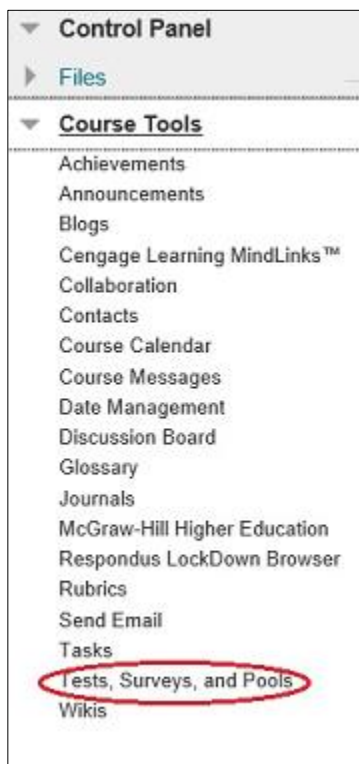 Control Panel
Files
Course Tools
Achievements
Announcements
Blogs
Cengage Learning MindLinks™
Collaboration
Contacts
Course Calendar
Course Messages
Date Management
Discussion Board
Glossary
Journals
McGraw-Hill Higher Education
Respondus LockDown Browser
Rubrics
Send Email
Tasks
Tests, Surveys, and Pools
Wikis